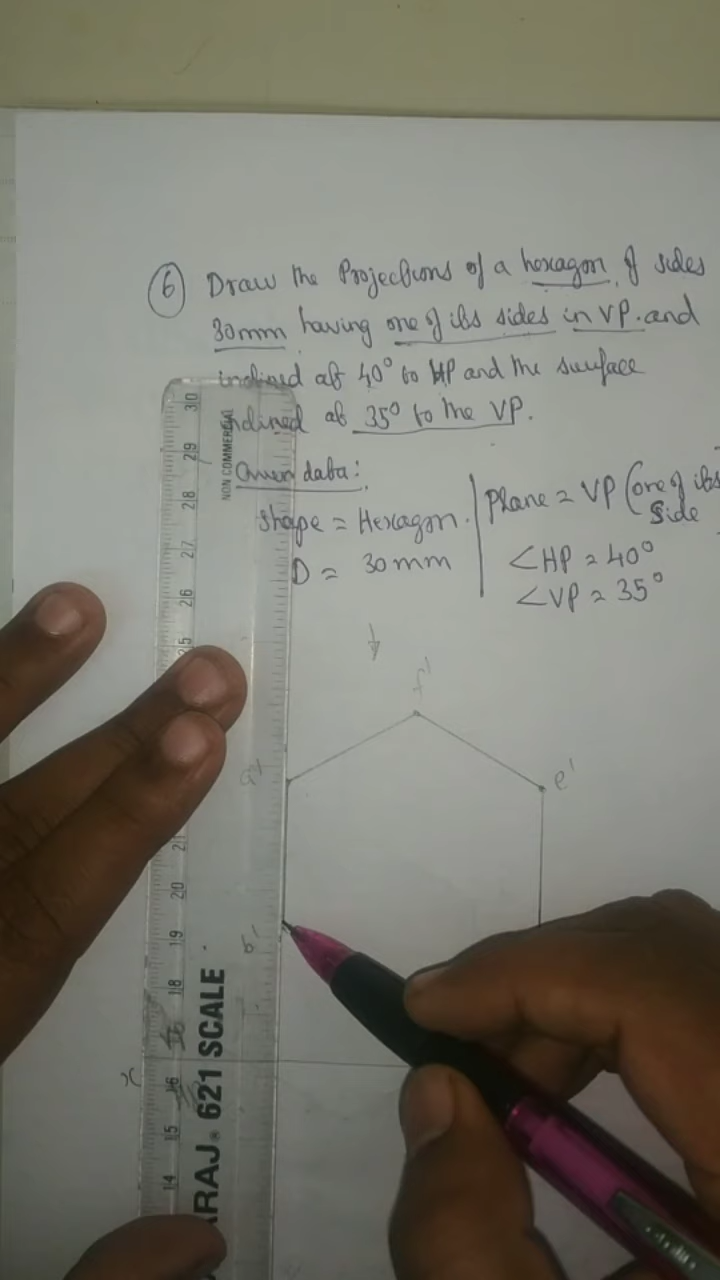 6 Draw the Projections of a hexagon of sides
30mm having one of its sides in VP. and
inclined at 40° to HP and the surface
inclined at 35° to the VP.
Given data:
Shape = Hexagon.
D = 30mm
Plane = VP (one of its
Side
∠HP = 40°
∠VP = 35°
f'
a'
e'
b'
x
30
29
28
27
26
25
21
20
19
18
16
15
14
NON COMMERCIAL
RAJ 621 SCALE